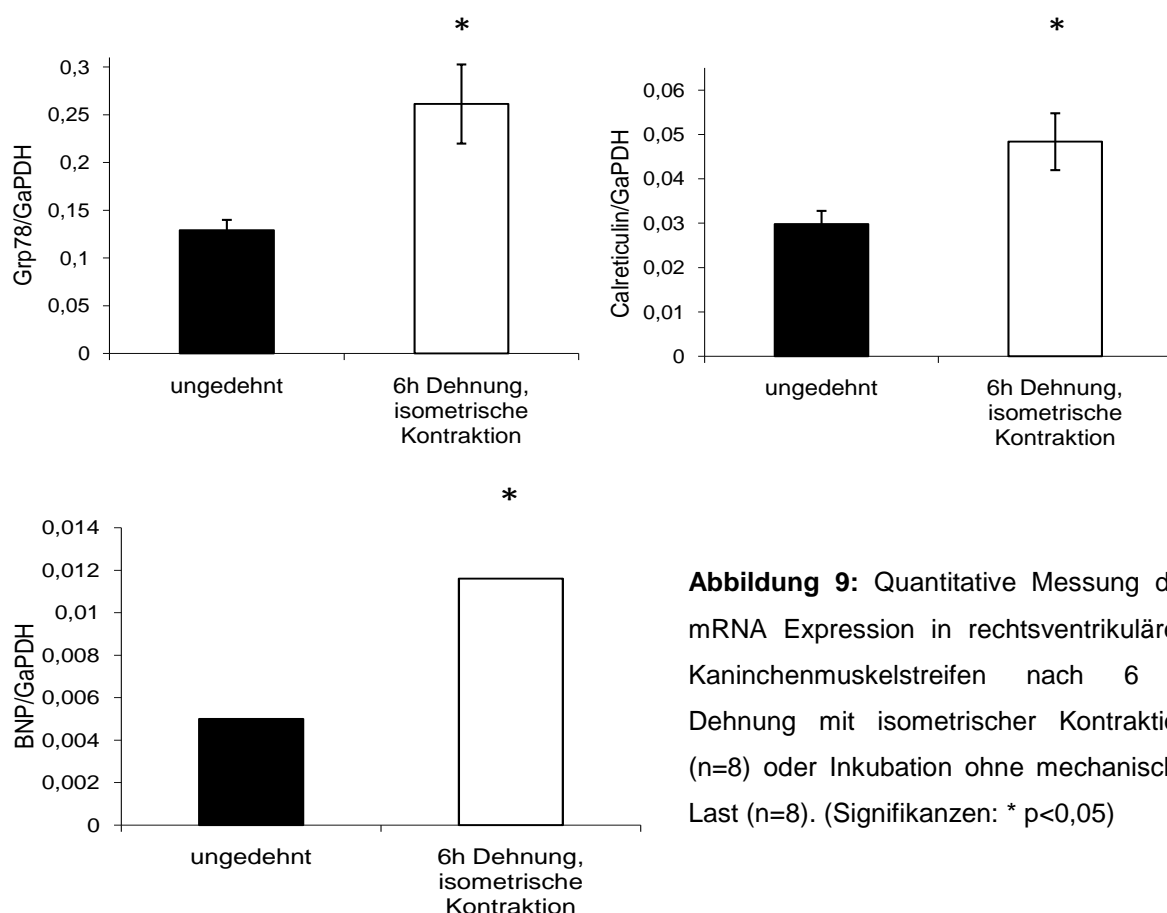 *
0,3
0,25
0,2
0,15
0,1
0,05
0
Grp78/GaPDH
ungedehnt
6h Dehnung,
isometrische
Kontraktion
*
0,06
0,05
0,04
0,03
0,02
0,01
0
Calreticulin/GaPDH
ungedehnt
6h Dehnung,
isometrische
Kontraktion
*
0,014
0,012
0,01
0,008
0,006
0,004
0,002
0
BNP/GaPDH
ungedehnt
6h Dehnung,
isometrische
Kontraktion
Abbildung 9: Quantitative Messung d
mRNA Expression in rechtsventrikuläre
Kaninchenmuskelstreifen nach 6
Dehnung mit isometrischer Kontraktio
(n=8) oder Inkubation ohne mechanisch
Last (n=8). (Signifikanzen: * p<0,05)